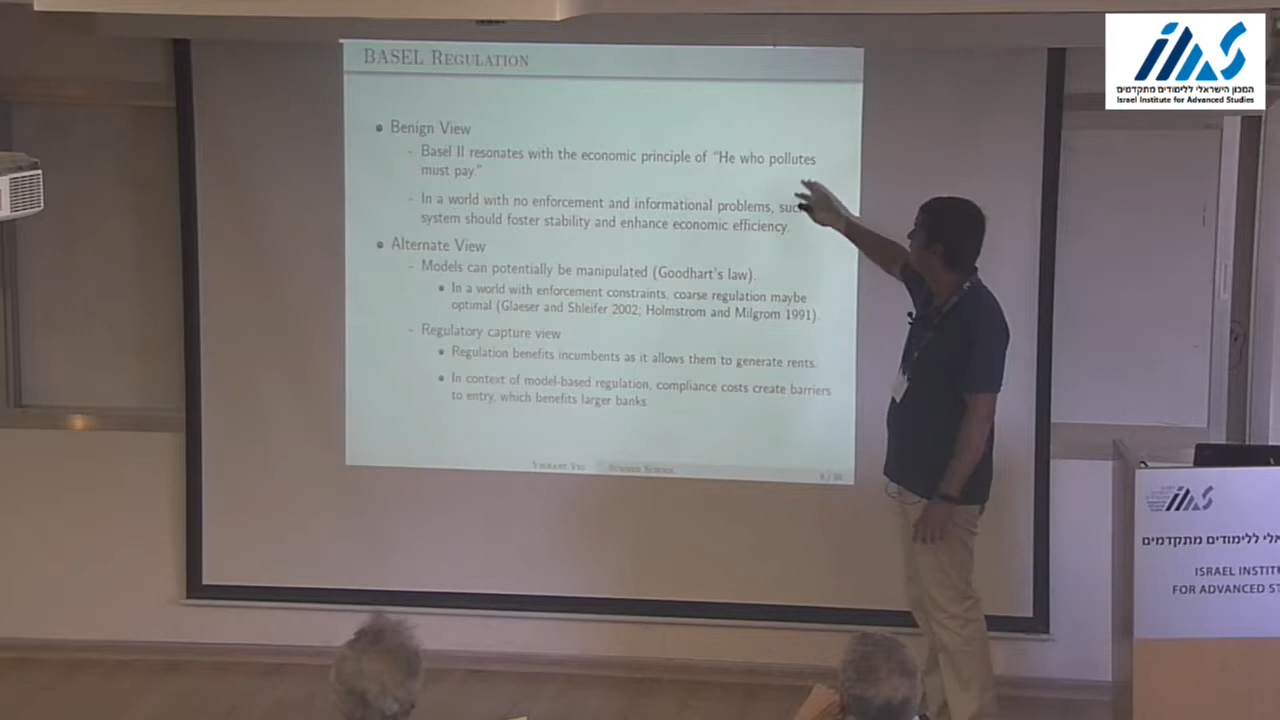 המכון הישראלי ללימודים מתקדמים
Israel Institute for Advanced Studies
BASEL REGULATION
Benign View
- Basel II resonates with the economic principle of "He who pollutes
must pay."
- In a world with no enforcement and informational problems,
system should foster stability and enhance economic efficiency.
Alternate View
- Models can potentially be manipulated (Goodhart's law).
In a world with enforcement constraints, coarse regulation maybe
optimal (Glaeser and Shleifer 2002; Holmstrom and Milgrom 1991).
- Regulatory capture view
Regulation benefits incumbents as it allows them to generate rents.
In context of model-based regulation, compliance costs create barriers
to entry, which benefits larger banks.
VIKRANT VIG SUMMER SCHOOL
ללימודים מתקדמים
ISRAEL
FOR ADVANCED